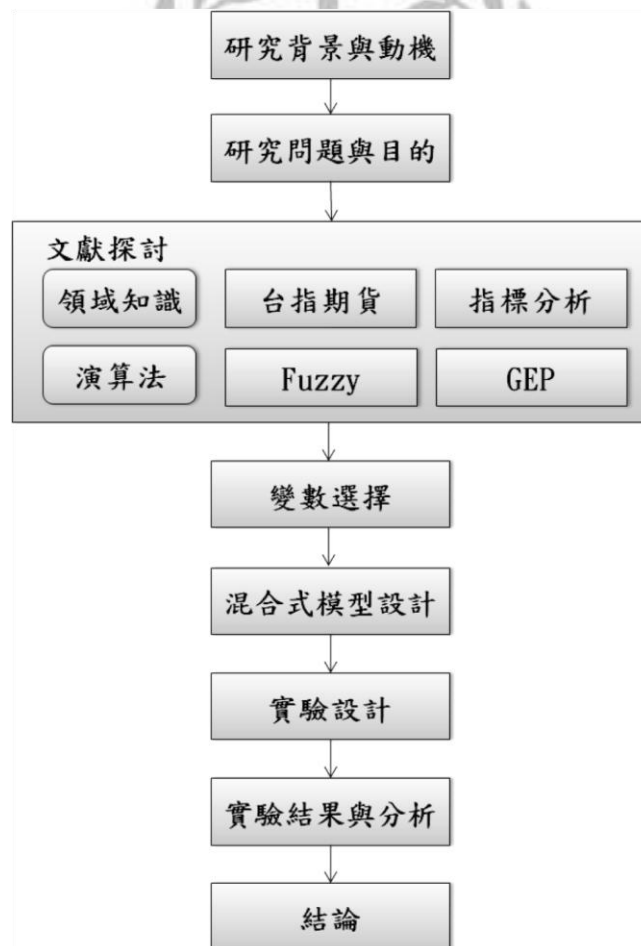 研究背景與動機
研究問題與目的
文獻探討
領域知識
台指期貨
指標分析
演算法
Fuzzy
GEP
變數選擇
混合式模型設計
實驗設計
實驗結果與分析
結論